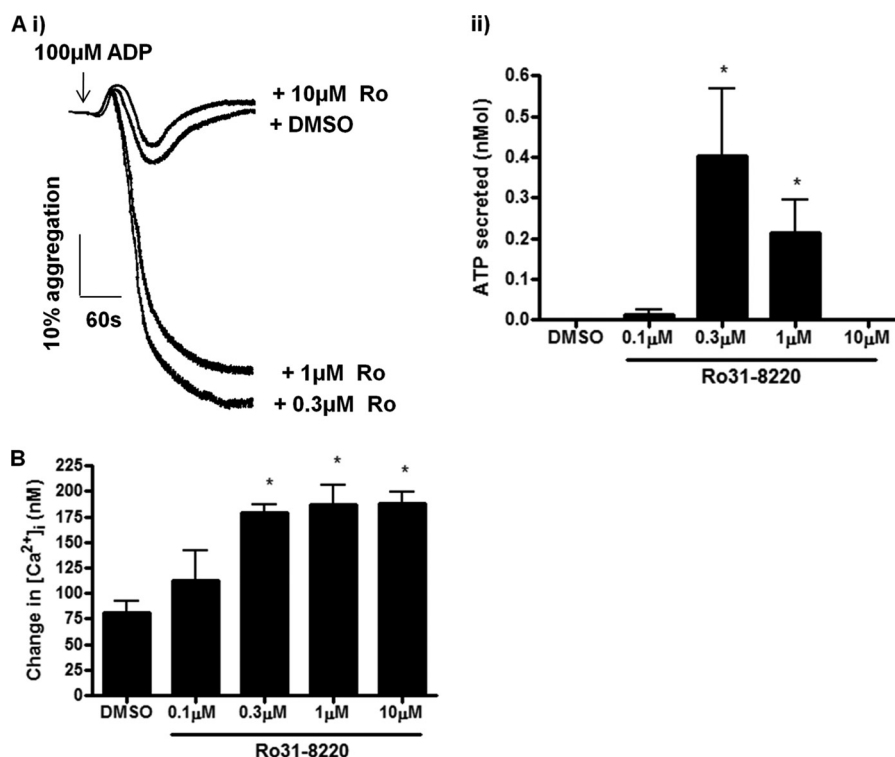 A i)
100µM ADP
+ 10µM Ro
+ DMSO
10% aggregation
60s
+ 1µM Ro
+ 0.3µM Ro
ii)
ATP secreted (nMol)
0.6
0.5
0.4
0.3
0.2
0.1
0.0
* *
DMSO 0.1µM 0.3µM 1µM 10µM
Ro31-8220
B
Change in [Ca²⁺]ᵢ (nM)
225
200
175
150
125
100
75
50
25
0
* * *
DMSO 0.1µM 0.3µM 1µM 10µM
Ro31-8220